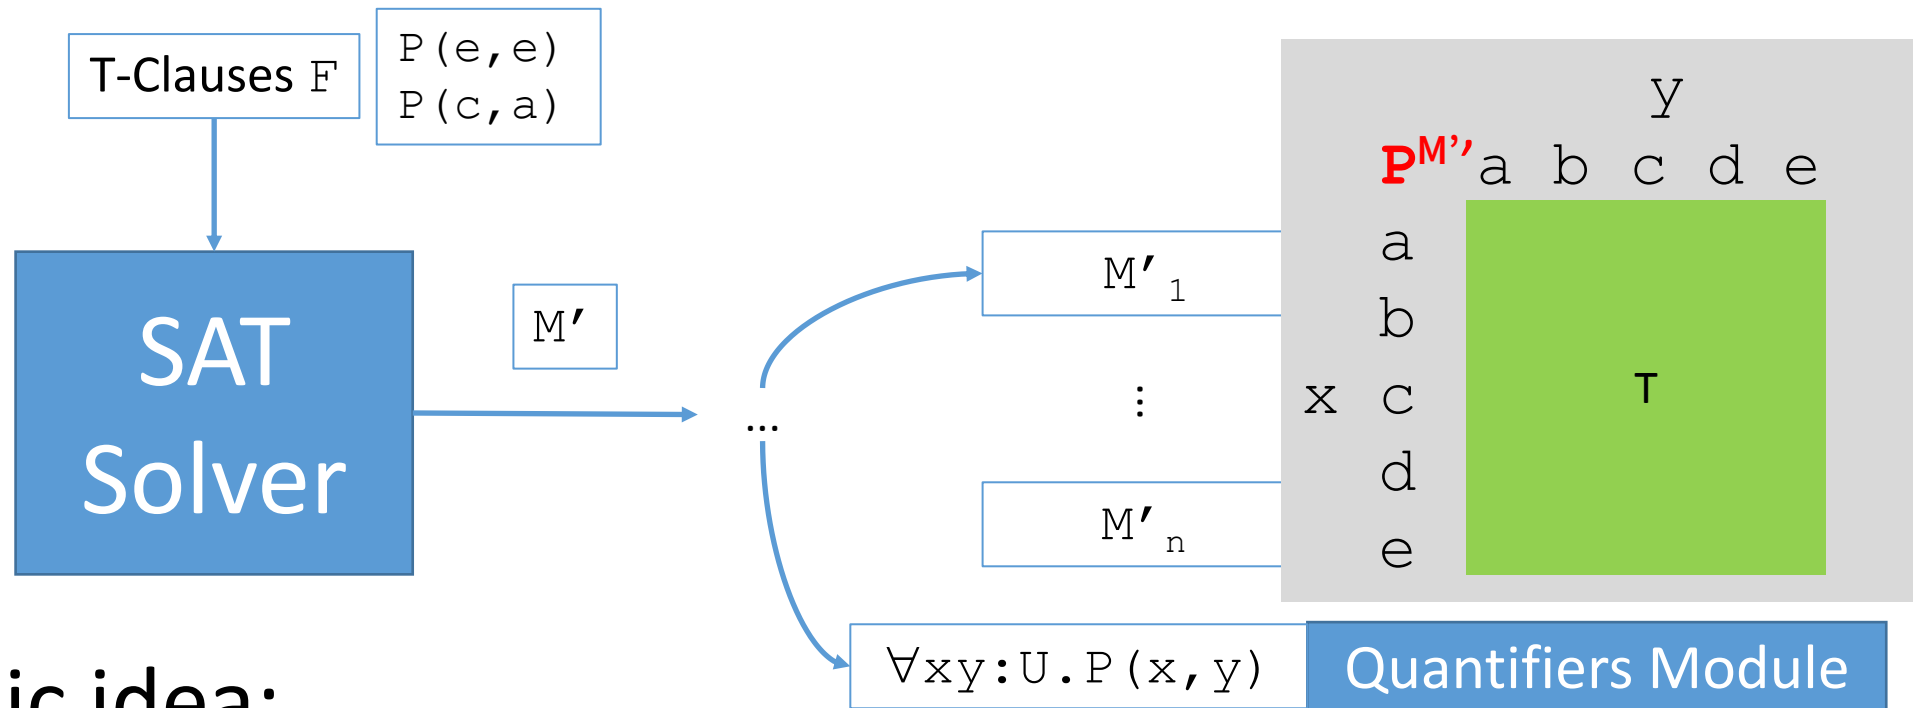 T-Clauses F
P(e,e)
P(c,a)
SAT
Solver
M′
…
M′1
⋮
M′n
∀xy:U.P(x,y)
Quantifiers Module
y
PM’′ a b c d e
a
b
x c
d
e
T
ic idea: